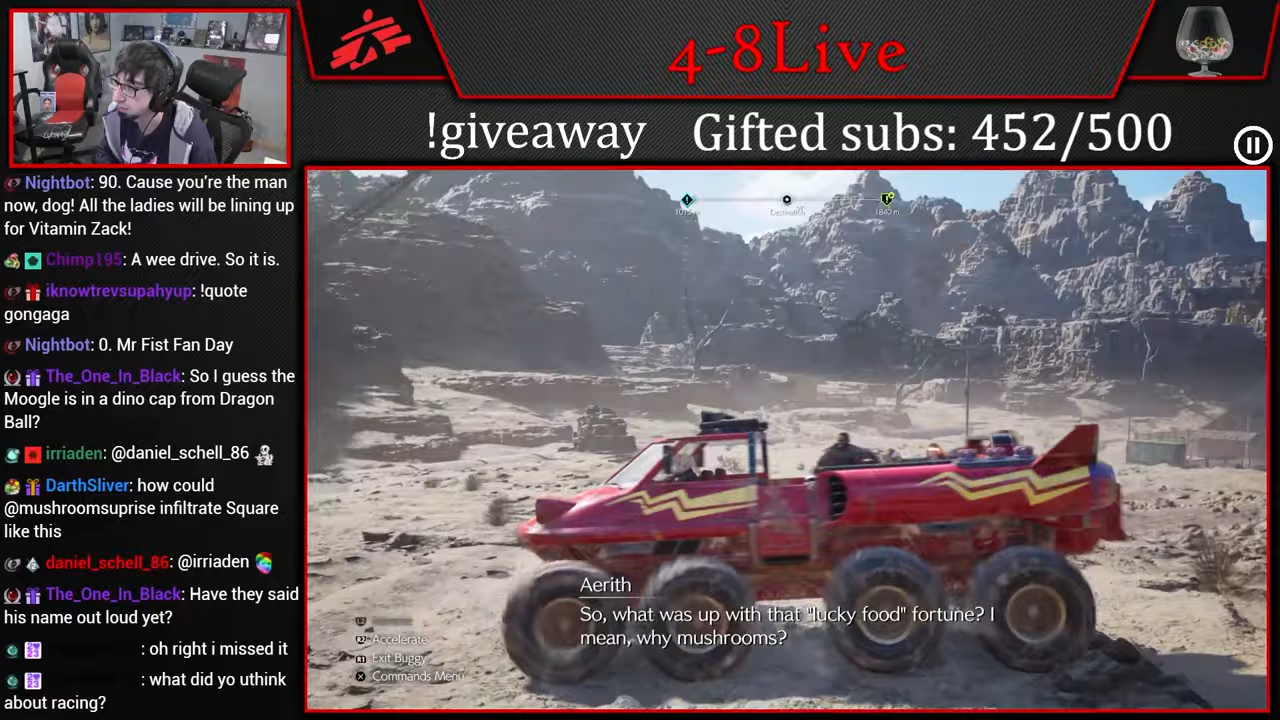 4-8Live
!giveaway
Gifted subs: 452/500
Nightbot: 90. Cause you're the man
now, dog! All the ladies will be lining up
for Vitamin Zack!
Chimp195: A wee drive. So it is.
iknowtrevsupahyup: !quote
gongaga
Nightbot: 0. Mr Fist Fan Day
The_One_In_Black: So I guess the
Moogle is in a dino cap from Dragon
Ball?
irriaden: @daniel_schell_86
DarthSliver: how could
@mushroomsuprise infiltrate Square
like this
daniel_schell_86: @irriaden
The_One_In_Black: Have they said
his name out loud yet?
: oh right i missed it
: what did yo uthink
about racing?
Destination
1840 m
Aerith
So, what was up with that "lucky food" fortune? I
mean, why mushrooms?
L2
R2 Accelerate
R1 Exit Buggy
Commands Menu